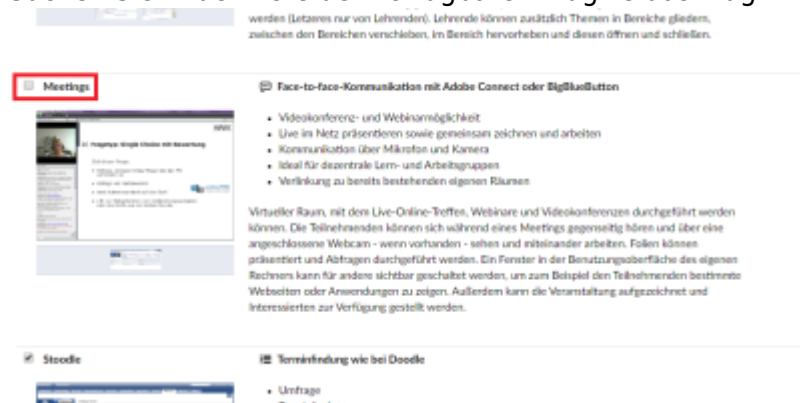 werden (Letzeres nur von Lehrenden). Lehrende können zusätzlich Themen in Bereiche gliedern,
zwischen den Bereichen verschieben, im Bereich hervorheben und diesen öffnen und schließen.
Meetings
Face-to-face-Kommunikation mit Adobe Connect oder BigBlueButton
• Videokonferenz- und Webinarmöglichkeit
• Live im Netz präsentieren sowie gemeinsam zeichnen und arbeiten
• Kommunikation über Mikrofon und Kamera
• Ideal für dezentrale Lern- und Arbeitsgruppen
• Verlinkung zu bereits bestehenden eigenen Räumen
Virtueller Raum, mit dem Live-Online-Treffen, Webinare und Videokonferenzen durchgeführt werden
können. Die Teilnehmenden können sich während eines Meetings gegenseitig hören und über eine
angeschlossene Webcam - wenn vorhanden - sehen und miteinander arbeiten. Folien können
präsentiert und Abfragen durchgeführt werden. Ein Fenster in der Benutzungsoberfläche des eigenen
Rechners kann für andere sichtbar geschaltet werden, um zum Beispiel den Teilnehmenden bestimmte
Webseiten oder Anwendungen zu zeigen. Außerdem kann die Veranstaltung aufgezeichnet und
Interessierten zur Verfügung gestellt werden.
Stoodle
Terminfindung wie bei Doodle
• Umfrage